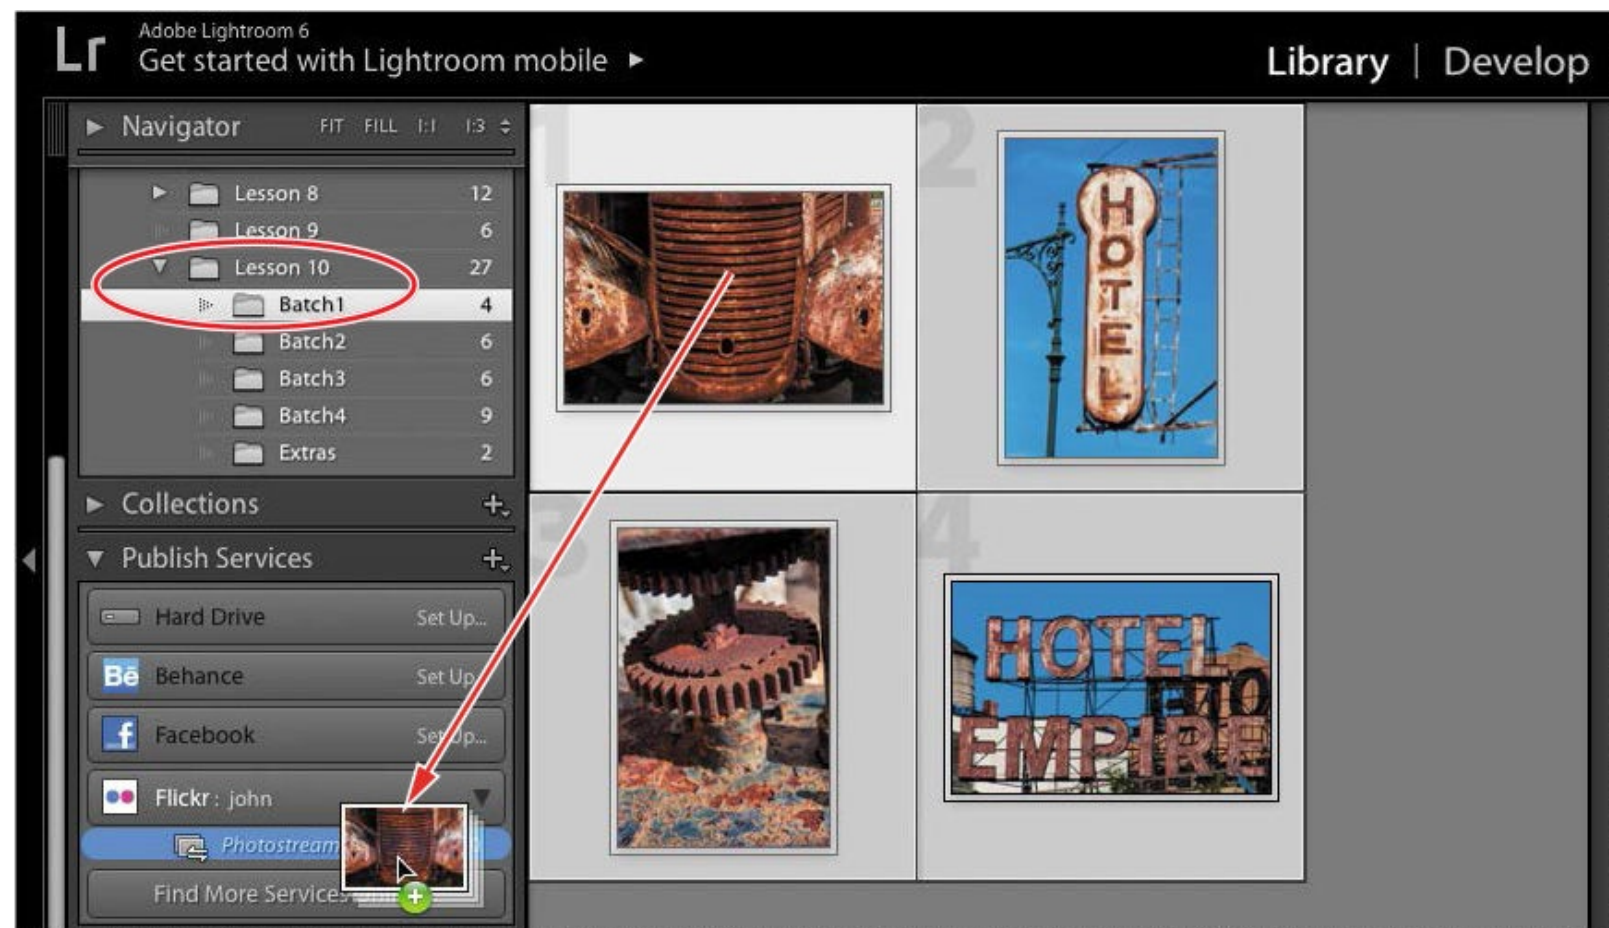 Lr
Adobe Lightroom 6
Get started with Lightroom mobile
Library | Develop
Navigator FIT FILL 1:1 1:3
Lesson 8 12
Lesson 9 6
Lesson 10 27
Batch1 4
Batch2 6
Batch3 6
Batch4 9
Extras 2
Collections
Publish Services
Hard Drive Set Up...
Bē Behance Set Up
f Facebook Set Up...
Flickr: john
Photostream
Find More Services
1
2
HOTEL
3
4
HOTEL
EMPIRE